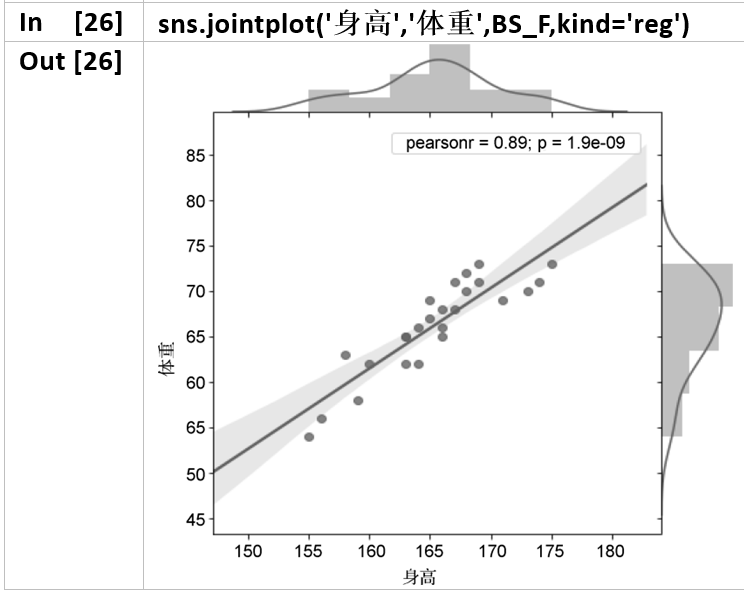 In [26]
sns.jointplot('身高','体重',BS_F,kind='reg')
Out [26]
pearsonr = 0.89; p = 1.9e-09
85
80
75
70
65
60
65
50
45
体重
150 155 160 165 170 175 180
身高